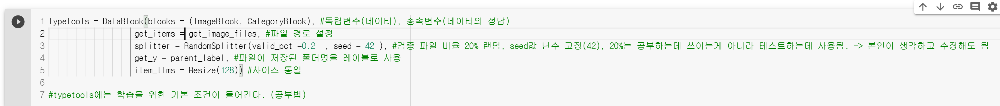 1 typetools = DataBlock(blocks = (ImageBlock, CategoryBlock), #독립변수(데이터), 종속변수(데이터의 정답)
2 get_items = get_image_files, #파일 경로 설정
3 splitter = RandomSplitter(valid_pct =0.2  , seed = 42 ), #검증 파일 비율 20% 랜덤, seed값 난수 고정(42), 20%는 공부하는데 쓰이는게 아니라 테스트하는데 사용됨. -> 본인이 생각하고 수정해도 됨
4 get_y = parent_label, #파일이 저장된 폴더명을 레이블로 사용
5 item_tfms = Resize(128)) #사이즈 통일
6
7 #typetools에는 학습을 위한 기본 조건이 들어간다. (공부법)